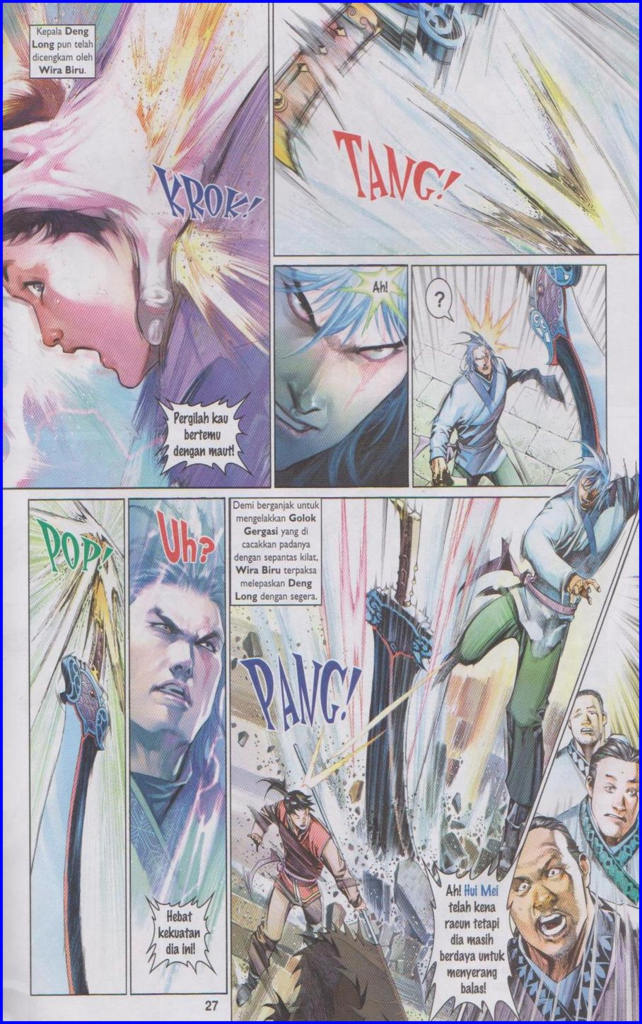 Kepala Deng
Long pun telah
dicengkam oleh
Wira Biru.
KROK!
Pergilah kau
bertemu
dengan maut!
TANG!
Ah!
?
POP!
Uh?
Hebat
kekuatan
dia ini!
Demi berganjak untuk
mengelakkan Golok
Gergasi yang di
cacakkan padanya
dengan sepantas kilat,
Wira Biru terpaksa
melepaskan Deng
Long dengan segera.
PANG!
Ah! Hui Mei
telah kena
racun tetapi
dia masih
berdaya untuk
menyerang
balas!
27